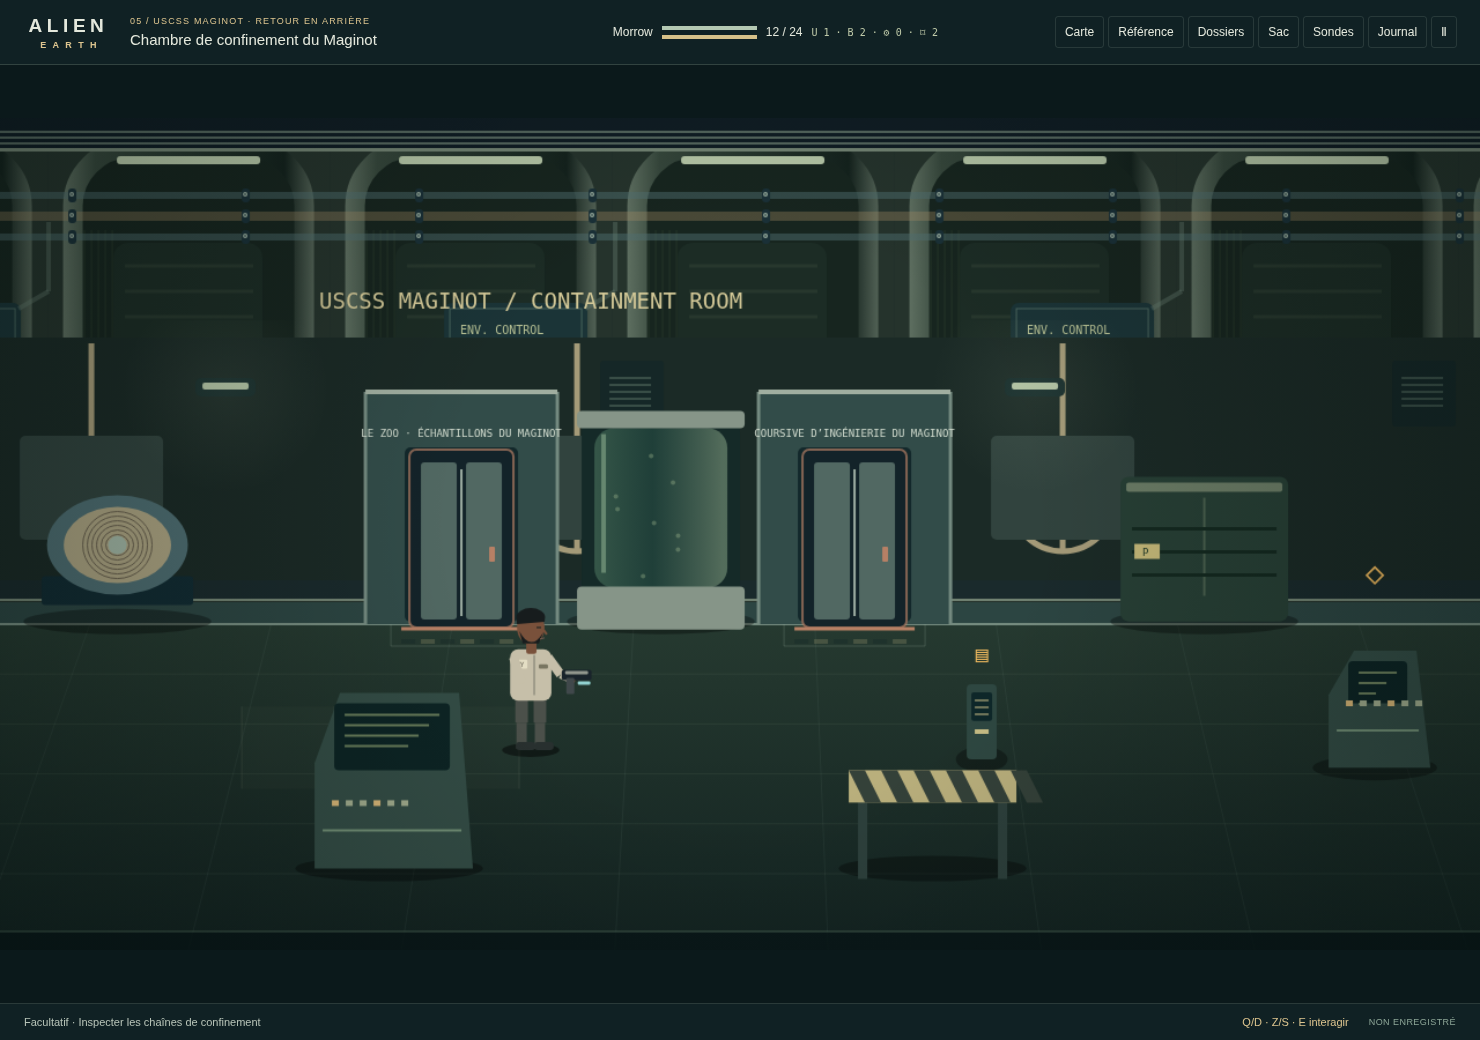 ALIEN
EARTH
05 / USCSS MAGINOT · RETOUR EN ARRIÈRE
Chambre de confinement du Maginot
Morrow
12 / 24
U 1 · B 2 · ⚙ 0 · ⌑ 2
Carte
Référence
Dossiers
Sac
Sondes
Journal
Ⅱ
USCSS MAGINOT / CONTAINMENT ROOM
ENV. CONTROL
ENV. CONTROL
LE ZOO · ÉCHANTILLONS DU MAGINOT
COURSIVE D'INGÉNIERIE DU MAGINOT
P
Facultatif · Inspecter les chaînes de confinement
Q/D · Z/S · E interagir
NON ENREGISTRÉ